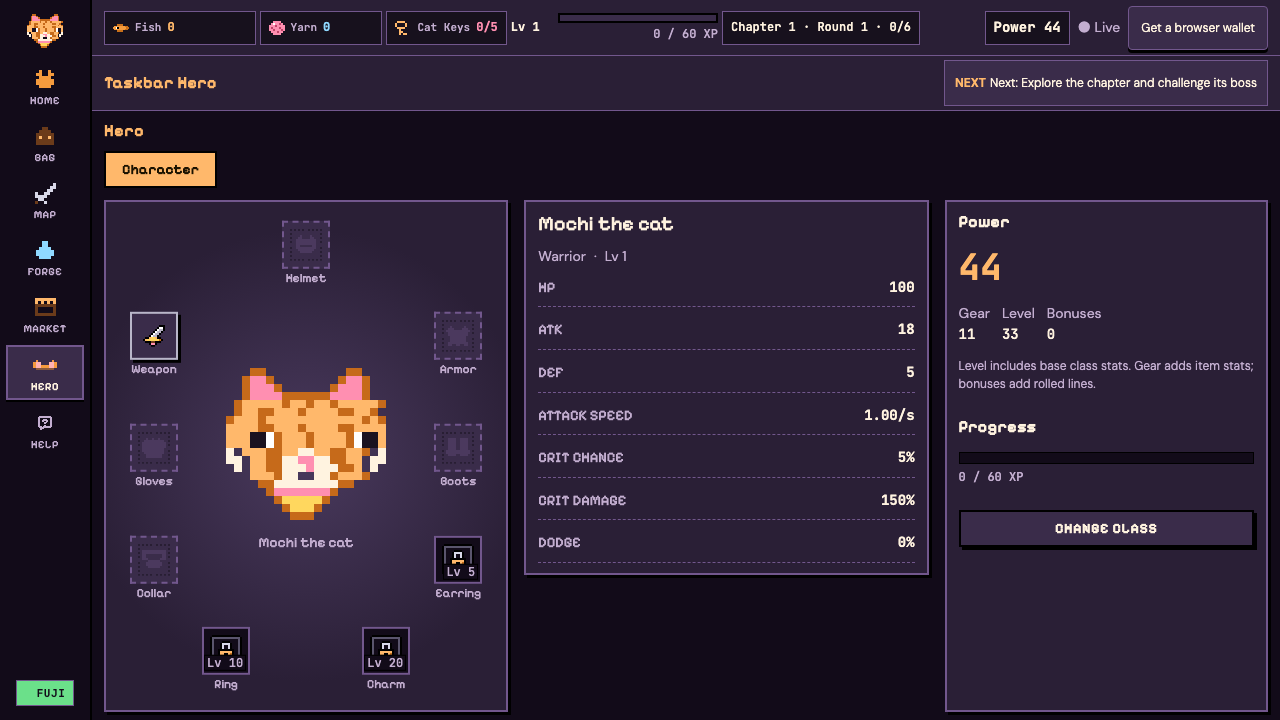 Fish 0
Yarn 0
Cat Keys 0/5
Lv 1
0 / 60 XP
Chapter 1 · Round 1 · 0/6
Power 44
Live
Get a browser wallet
HOME
BAG
MAP
FORGE
MARKET
HERO
HELP
FUJI
Taskbar Hero
NEXT Next: Explore the chapter and challenge its boss
Hero
Character
Helmet
Weapon
Armor
Gloves
Boots
Mochi the cat
Collar
Lv 5
Earring
Lv 10
Ring
Lv 20
Charm
Mochi the cat
Warrior · Lv 1
HP 100
ATK 18
DEF 5
ATTACK SPEED 1.00/s
CRIT CHANCE 5%
CRIT DAMAGE 150%
DODGE 0%
Power
44
Gear Level Bonuses
11 33 0
Level includes base class stats. Gear adds item stats;
bonuses add rolled lines.
Progress
0 / 60 XP
CHANGE CLASS